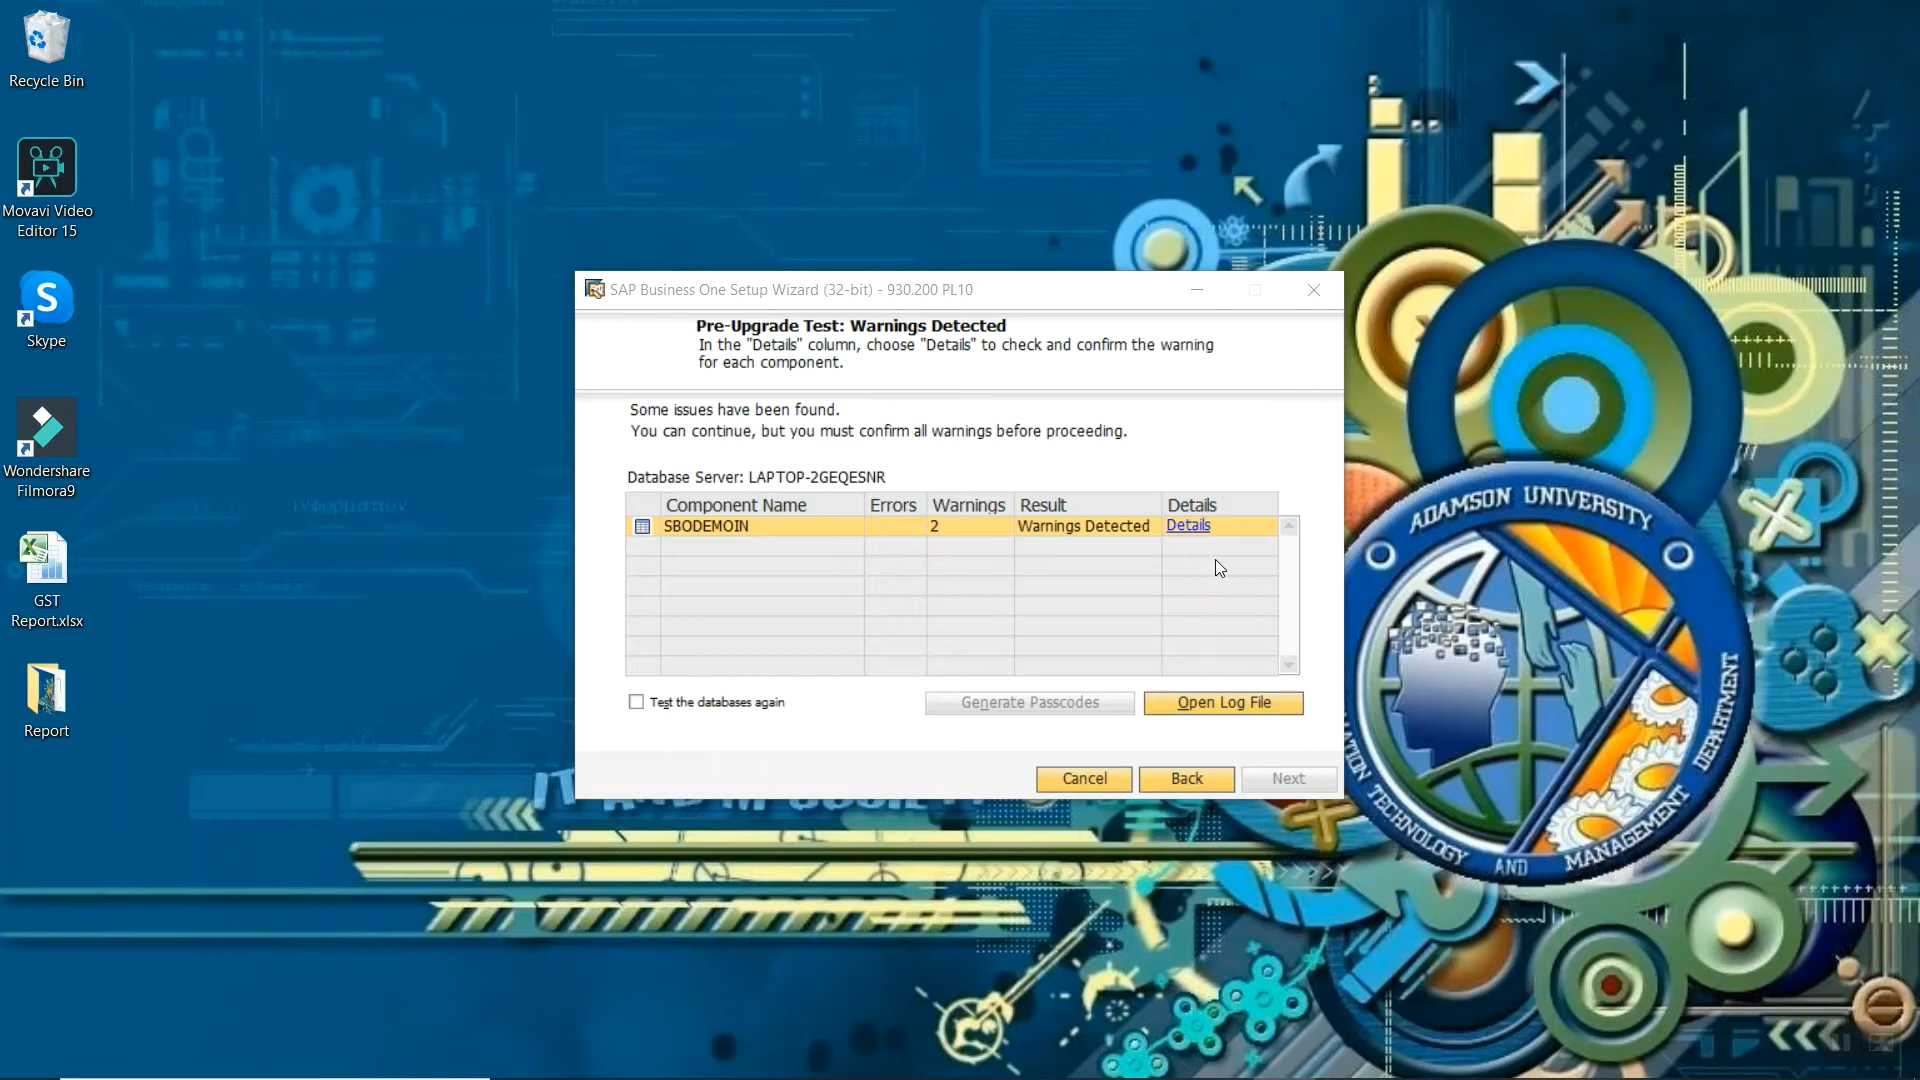 Recycle Bin
Movavi Video
Editor 15
Skype
Wondershare
Filmora9
GST
Report.xlsx
Report
SAP Business One Setup Wizard (32-bit) - 930.200 PL10
Pre-Upgrade Test: Warnings Detected
In the "Details" column, choose "Details" to check and confirm the warning
for each component.
Some issues have been found.
You can continue, but you must confirm all warnings before proceeding.
Database Server: LAPTOP-2GEQESNR
Component Name Errors Warnings Result Details
SBODEMOIN 2 Warnings Detected Details
Test the databases again
Generate Passcodes
Open Log File
Cancel
Back
Next
ADAMSON UNIVERSITY
TECHNOLOGY AND MANAGEMENT DEPARTMENT